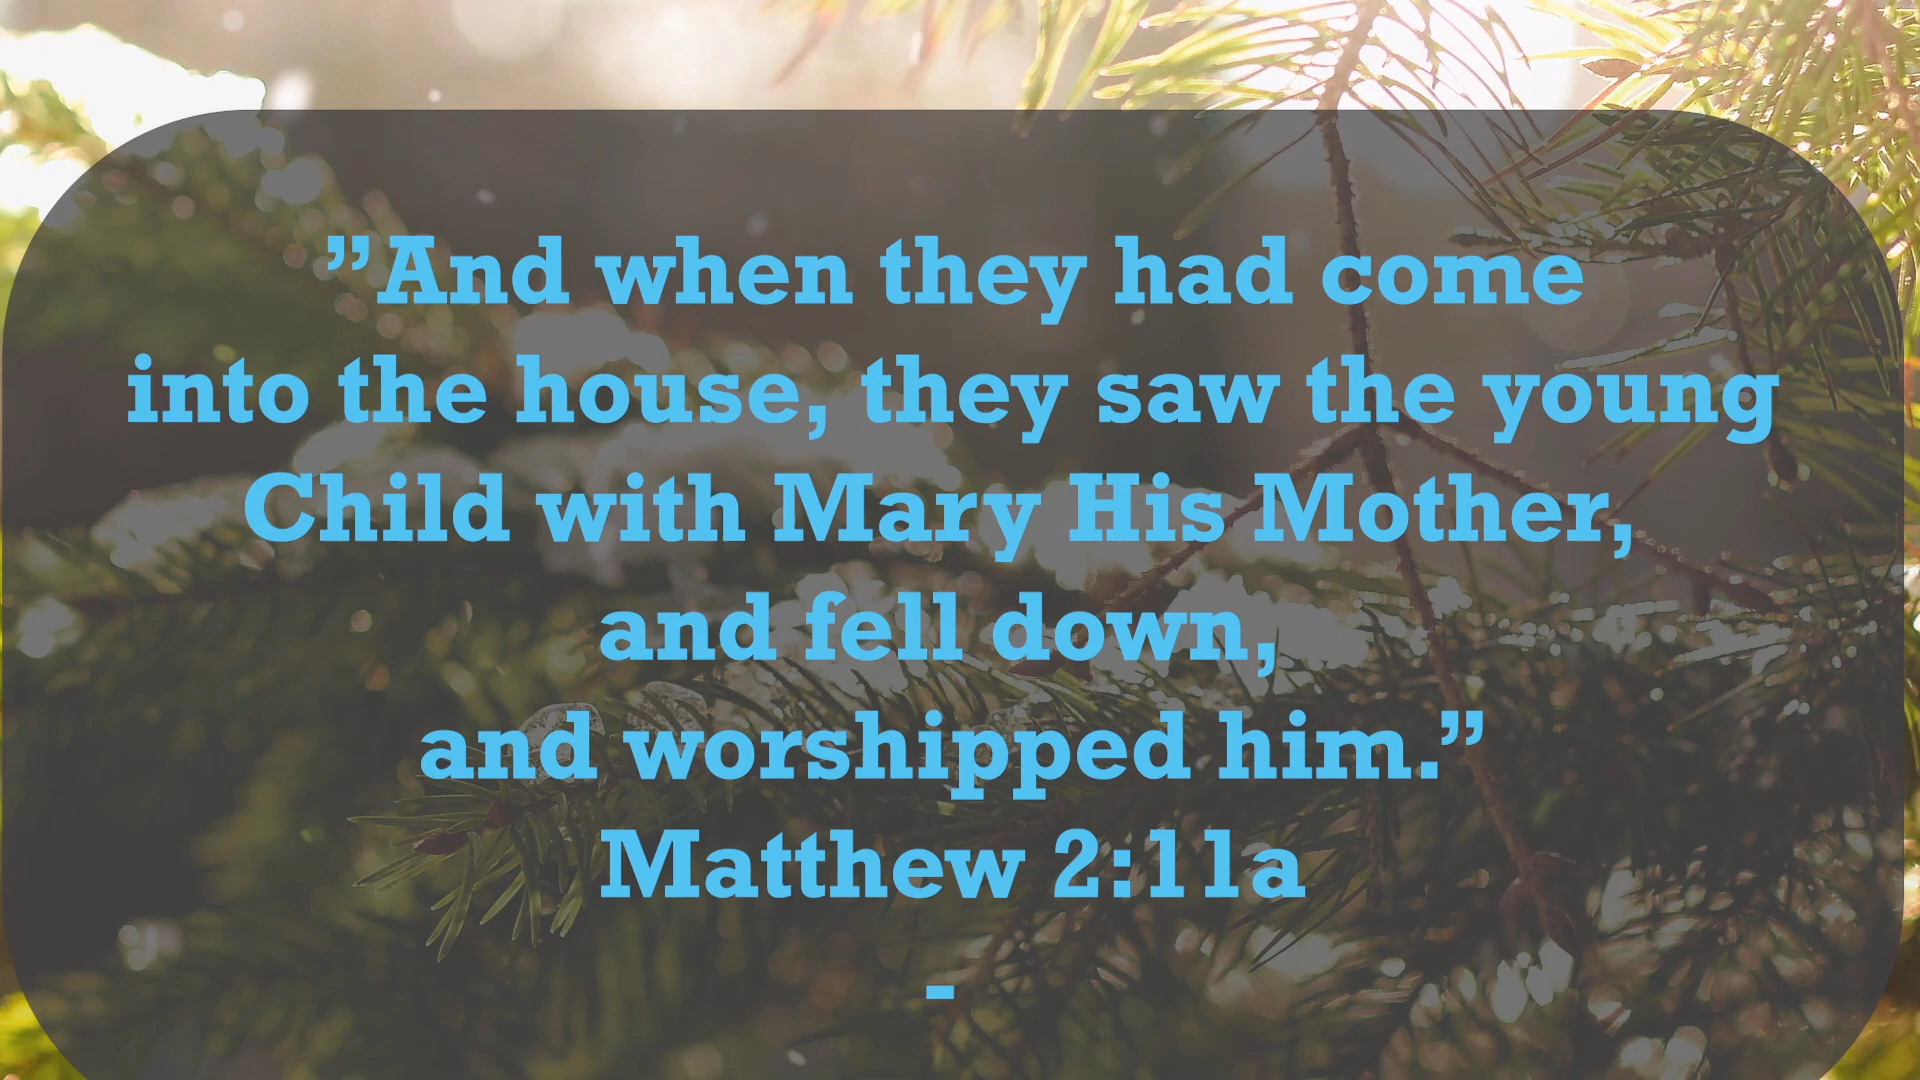 ”And when they had come
into the house, they saw the young
Child with Mary His Mother,
and fell down,
and worshipped him.”
Matthew 2:11a
-